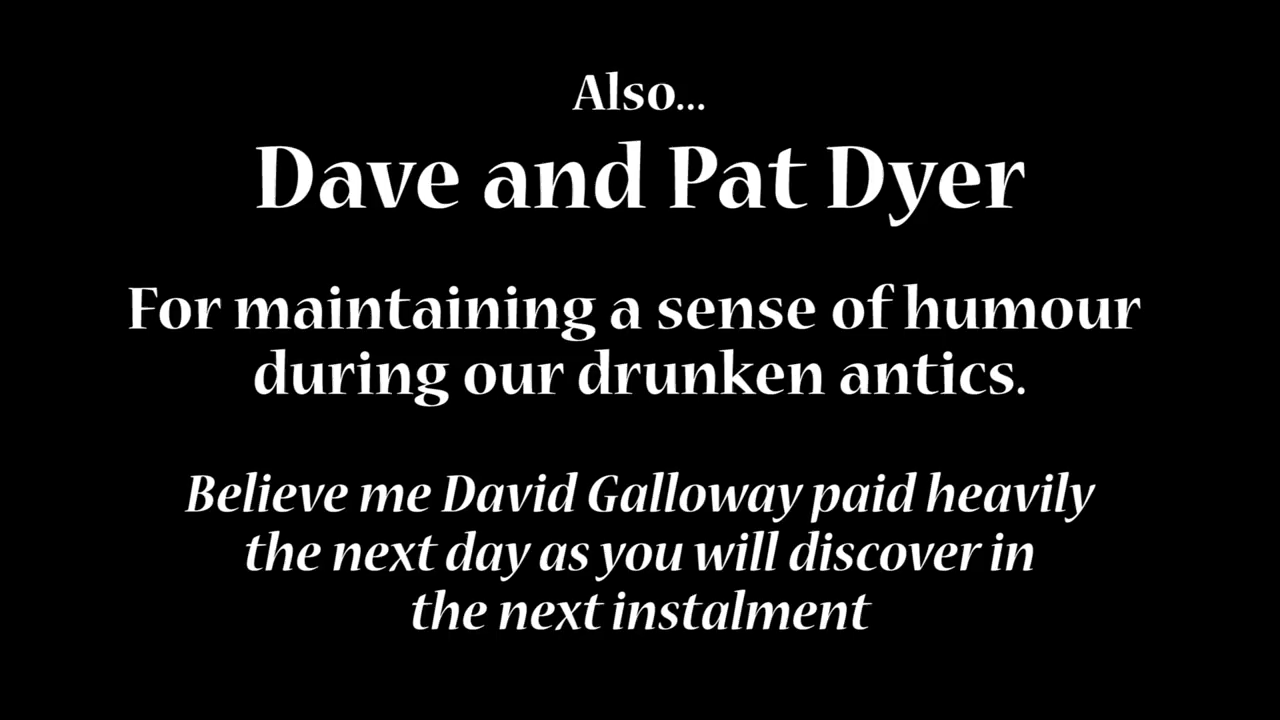 Also...
Dave and Pat Dyer
For maintaining a sense of humour
during our drunken antics.
Believe me David Galloway paid heavily
the next day as you will discover in
the next instalment